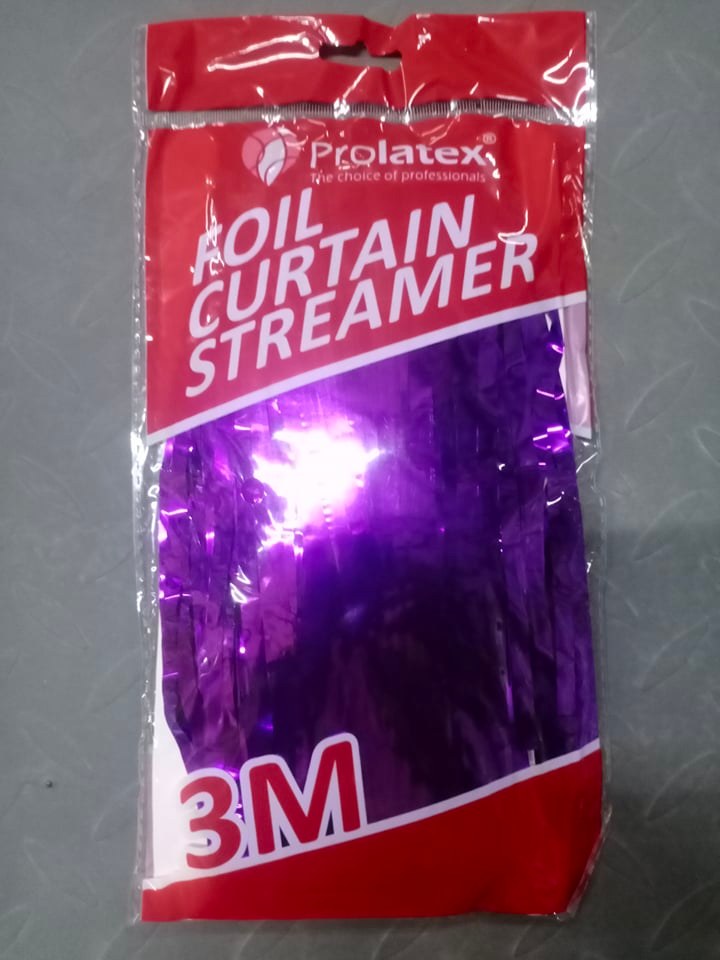 Prolatex®
The choice of professionals
FOIL
CURTAIN
STREAMER
3M